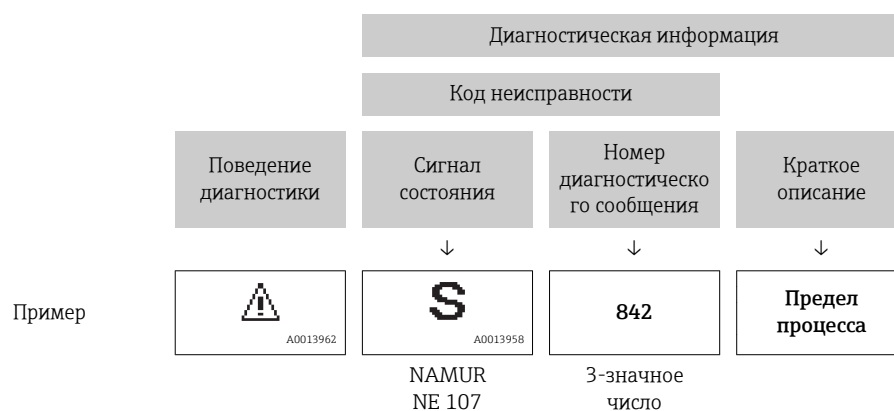 Диагностическая информация
Код неисправности
Поведение
диагностики
Сигнал
состояния
Номер
диагностическо
го сообщения
Краткое
описание
↓ ↓ ↓
Пример
A0013962
S
A0013958
842
Предел
процесса
NAMUR
NE 107
3-значное
число